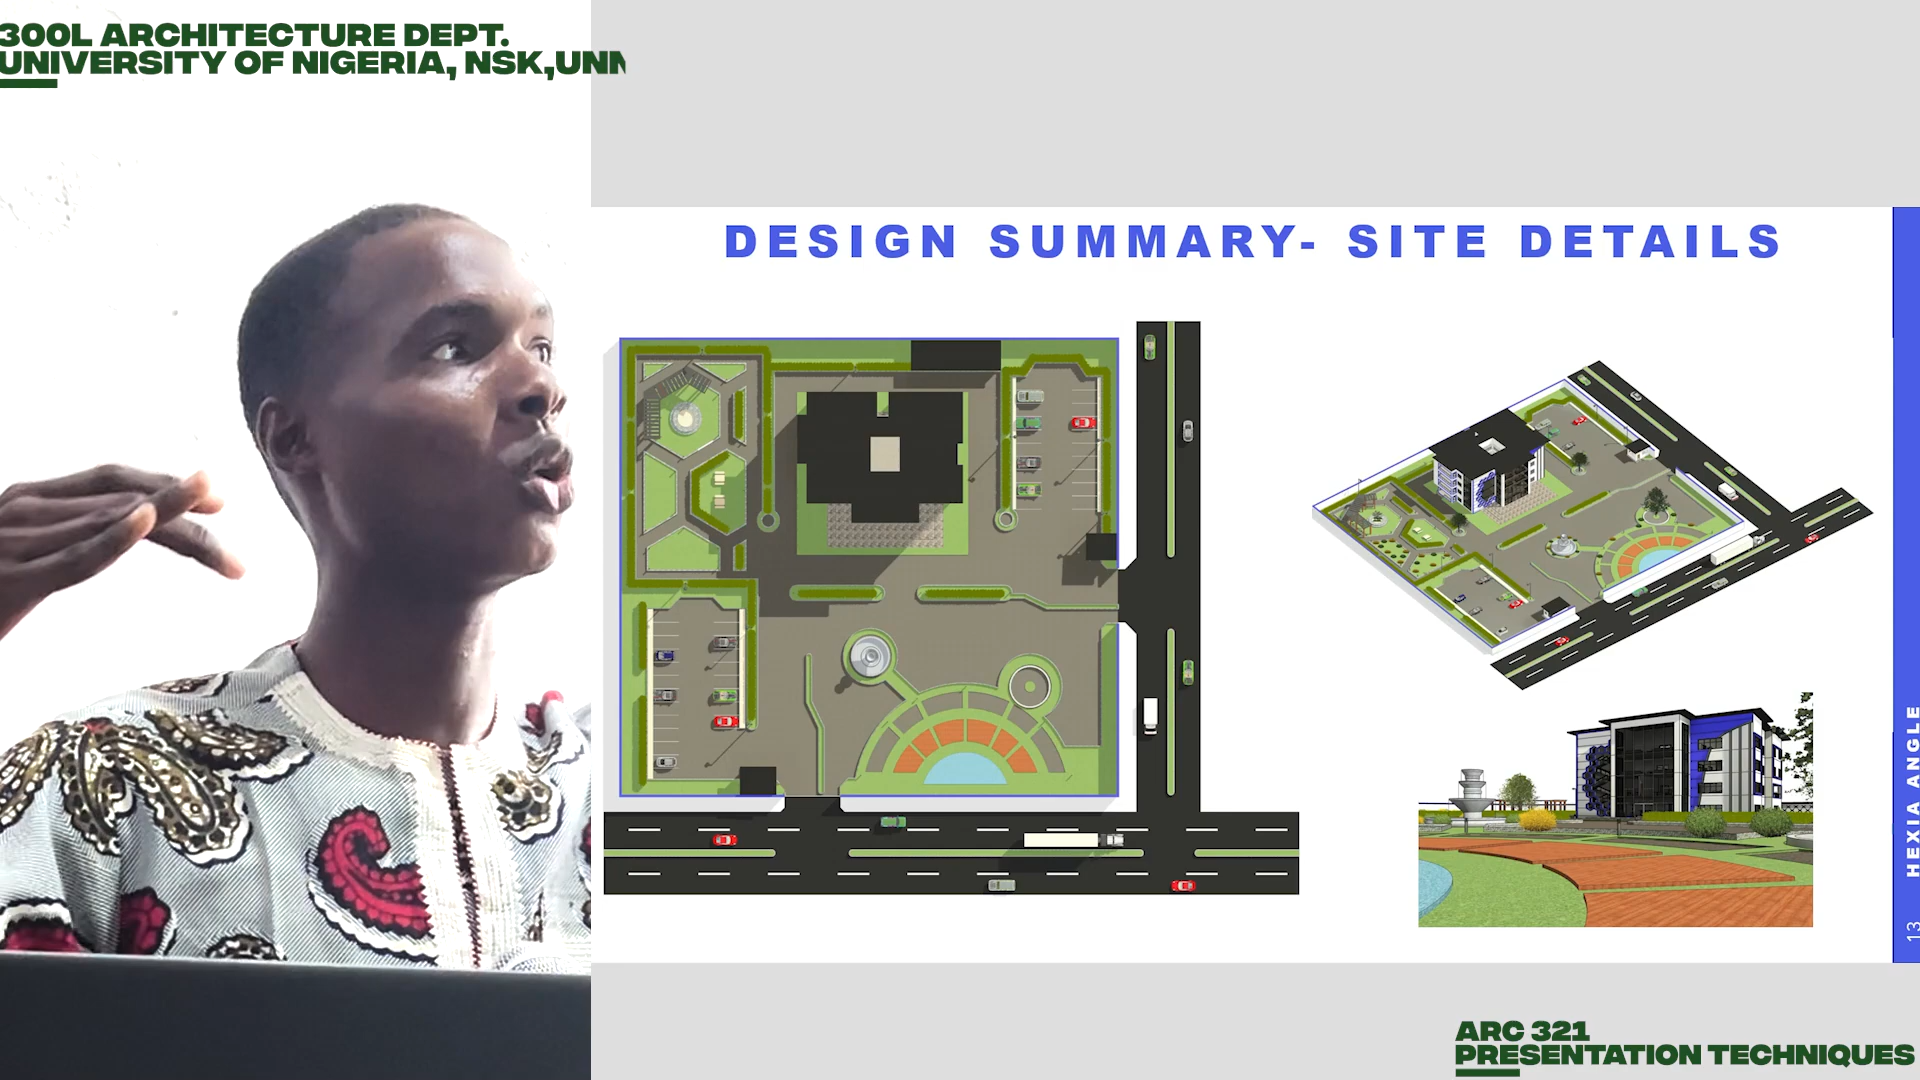 300L ARCHITECTURE DEPT.
UNIVERSITY OF NIGERIA, NSK,UNN
DESIGN SUMMARY- SITE DETAILS
HEXIA ANGLE
13
ARC 321
PRESENTATION TECHNIQUES